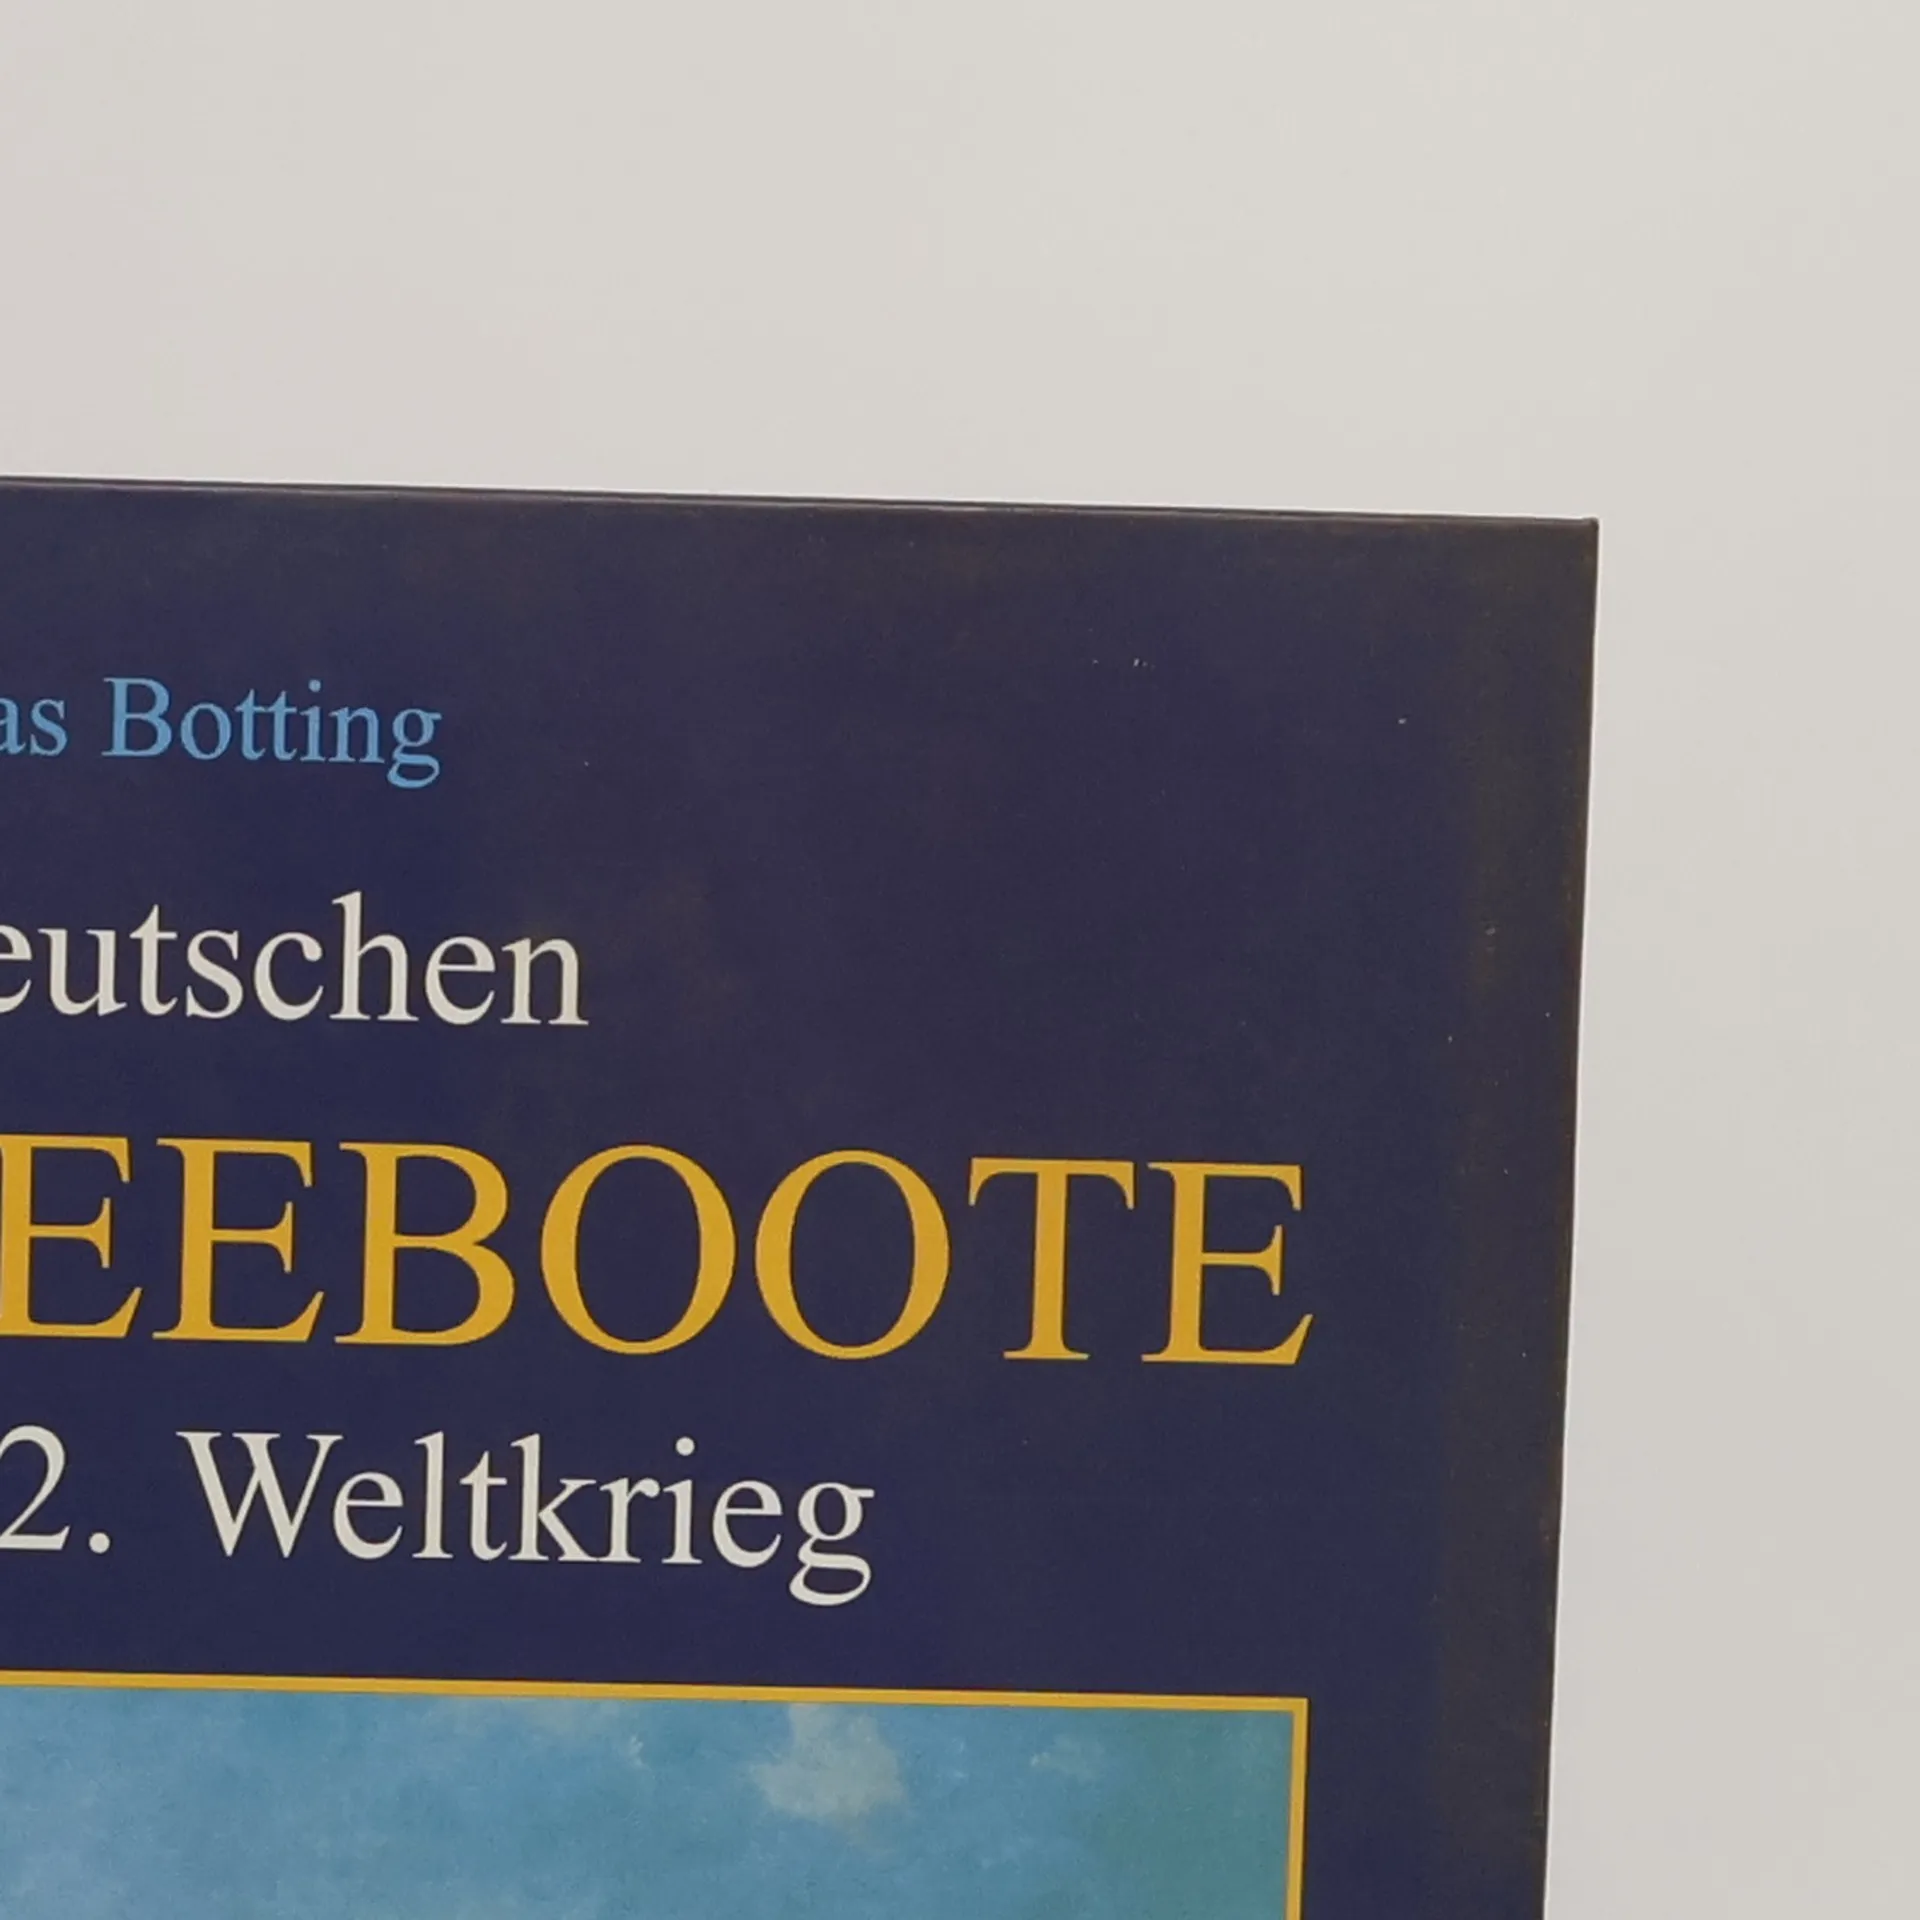 as Botting
eutschen
EEBOOTE
2. Weltkrieg